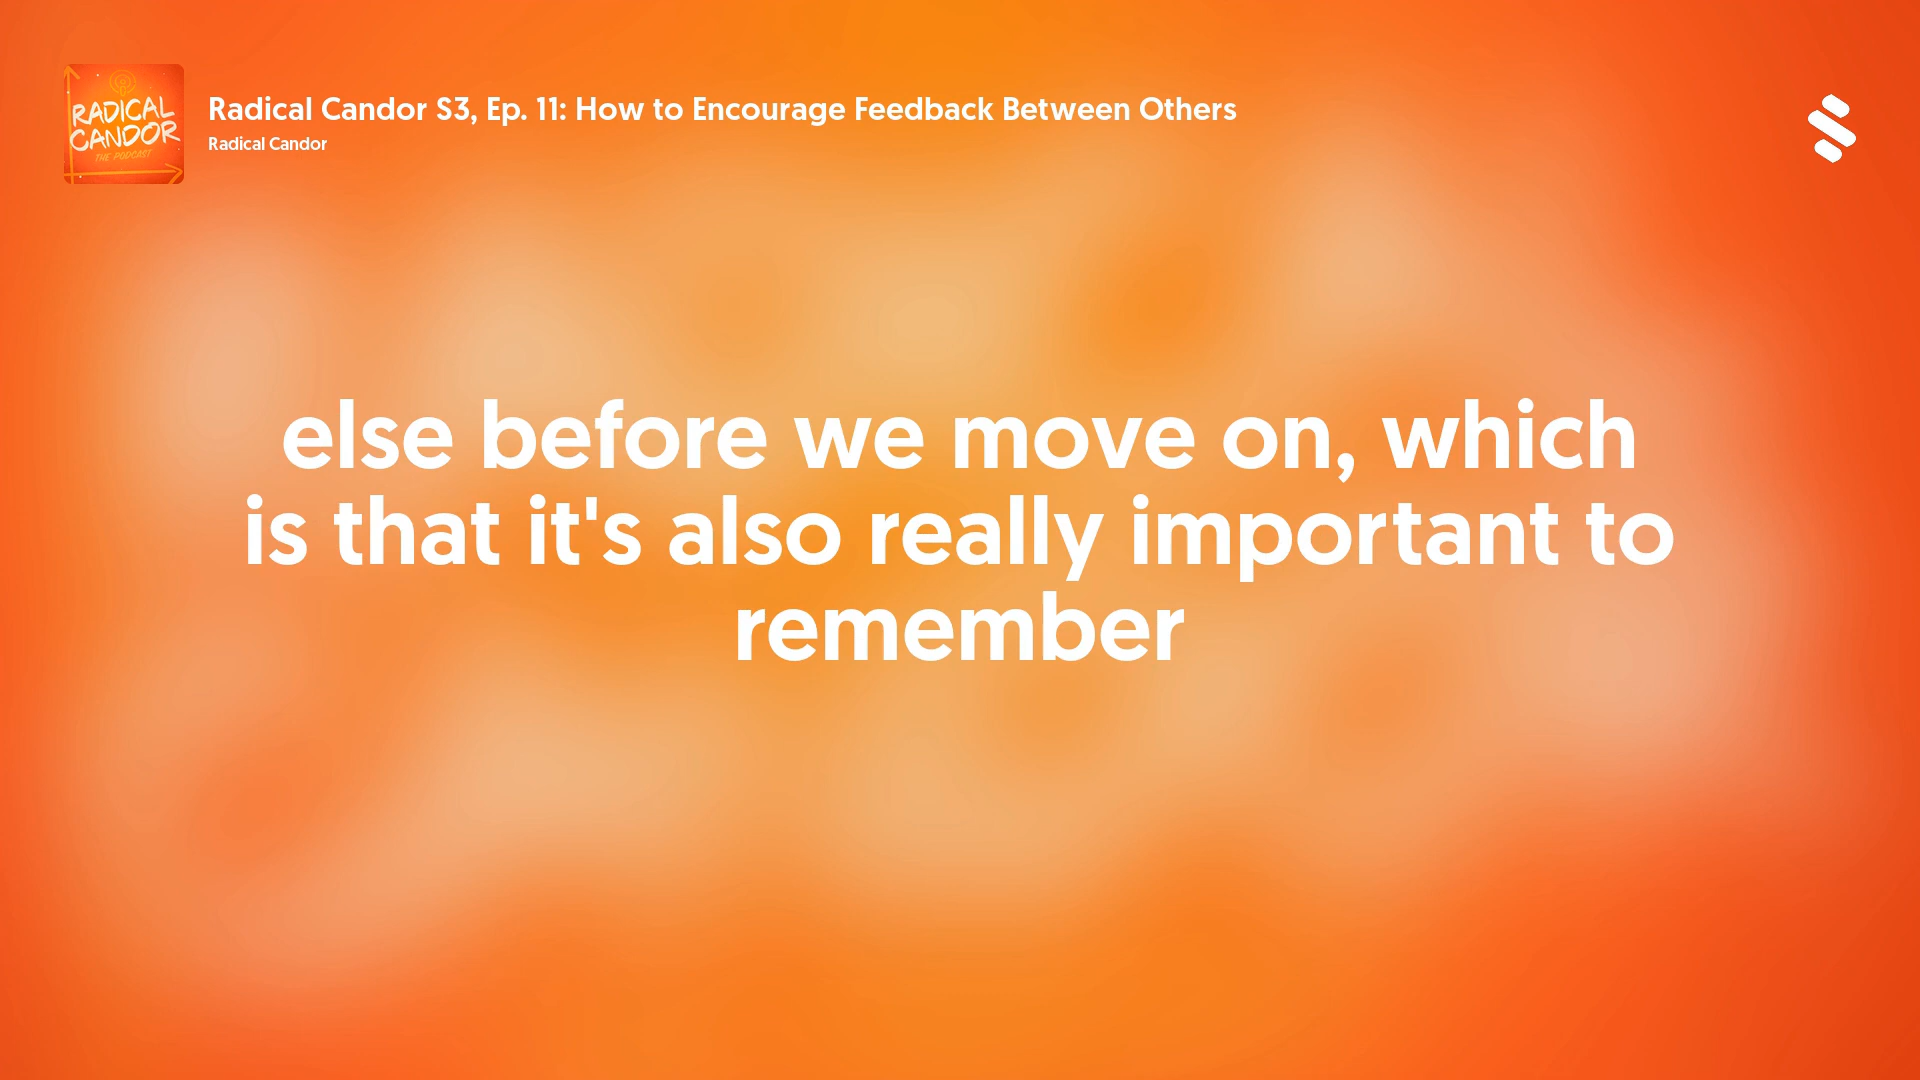 RADICAL
CANDOR
THE PODCAST
Radical Candor S3, Ep. 11: How to Encourage Feedback Between Others
Radical Candor
else before we move on, which
is that it's also really important to
remember